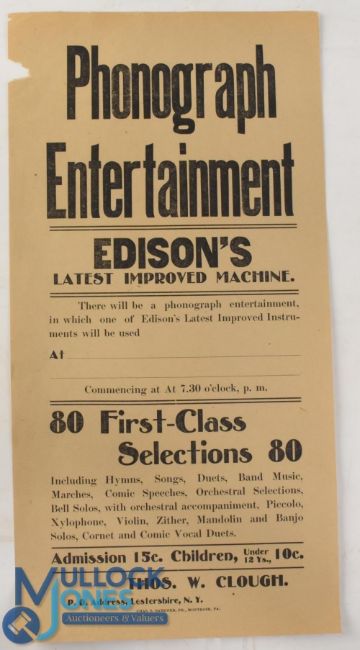 Phonograph
Entertainment
EDISON'S
LATEST IMPROVED MACHINE.
There will be a phonograph entertainment,
in which one of Edison's Latest Improved Instru-
ments will be used
At
Commencing at At 7.30 o'clock, p. m.
80 First-Class
Selections 80
Including Hymns, Songs, Duets, Band Music,
Marches, Comic Speeches, Orchestral Selections,
Bell Solos, with orchestral accompaniment, Piccolo,
Xylophone, Violin, Zither, Mandolin and Banjo
Solos, Cornet and Comic Vocal Duets.
Admission 15c. Children, Under 12 Ys., 10c.
THOS. W. CLOUGH.
P. O. Address, Lestershire, N. Y.
MULLOCK
JONES
Auctioneers & Valuers